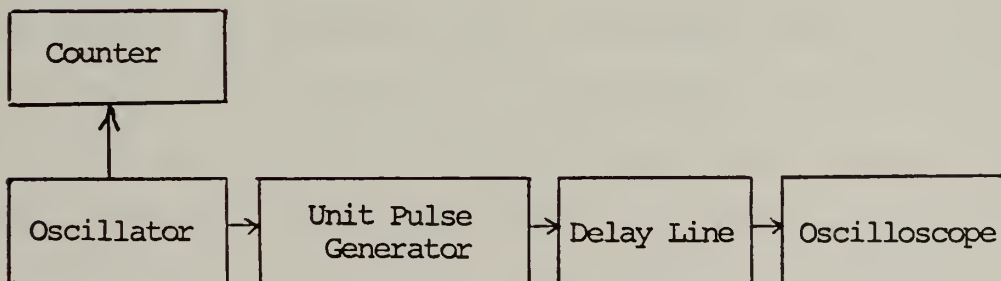 Counter
Oscillator
Unit Pulse
Generator
Delay Line
Oscilloscope